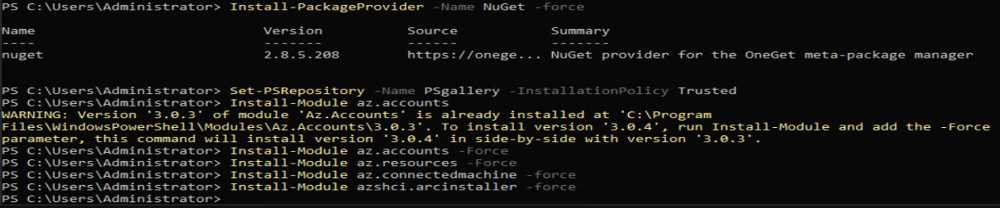 PS C:\Users\Administrator> Install-PackageProvider -Name NuGet -force
Name Version Source Summary
---- ------- ------ -------
nuget 2.8.5.208 https://onege... NuGet provider for the OneGet meta-package manager
PS C:\Users\Administrator> Set-PSRepository -Name PSgallery -InstallationPolicy Trusted
PS C:\Users\Administrator> Install-Module az.accounts
WARNING: Version '3.0.3' of module 'Az.Accounts' is already installed at 'C:\Program
Files\WindowsPowerShell\Modules\Az.Accounts\3.0.3'. To install version '3.0.4', run Install-Module and add the -Force
parameter, this command will install version '3.0.4' in side-by-side with version '3.0.3'.
PS C:\Users\Administrator> Install-Module az.accounts -Force
PS C:\Users\Administrator> Install-Module az.resources -Force
PS C:\Users\Administrator> Install-Module az.connectedmachine -force
PS C:\Users\Administrator> Install-Module azshci.arcinstaller -force
PS C:\Users\Administrator>